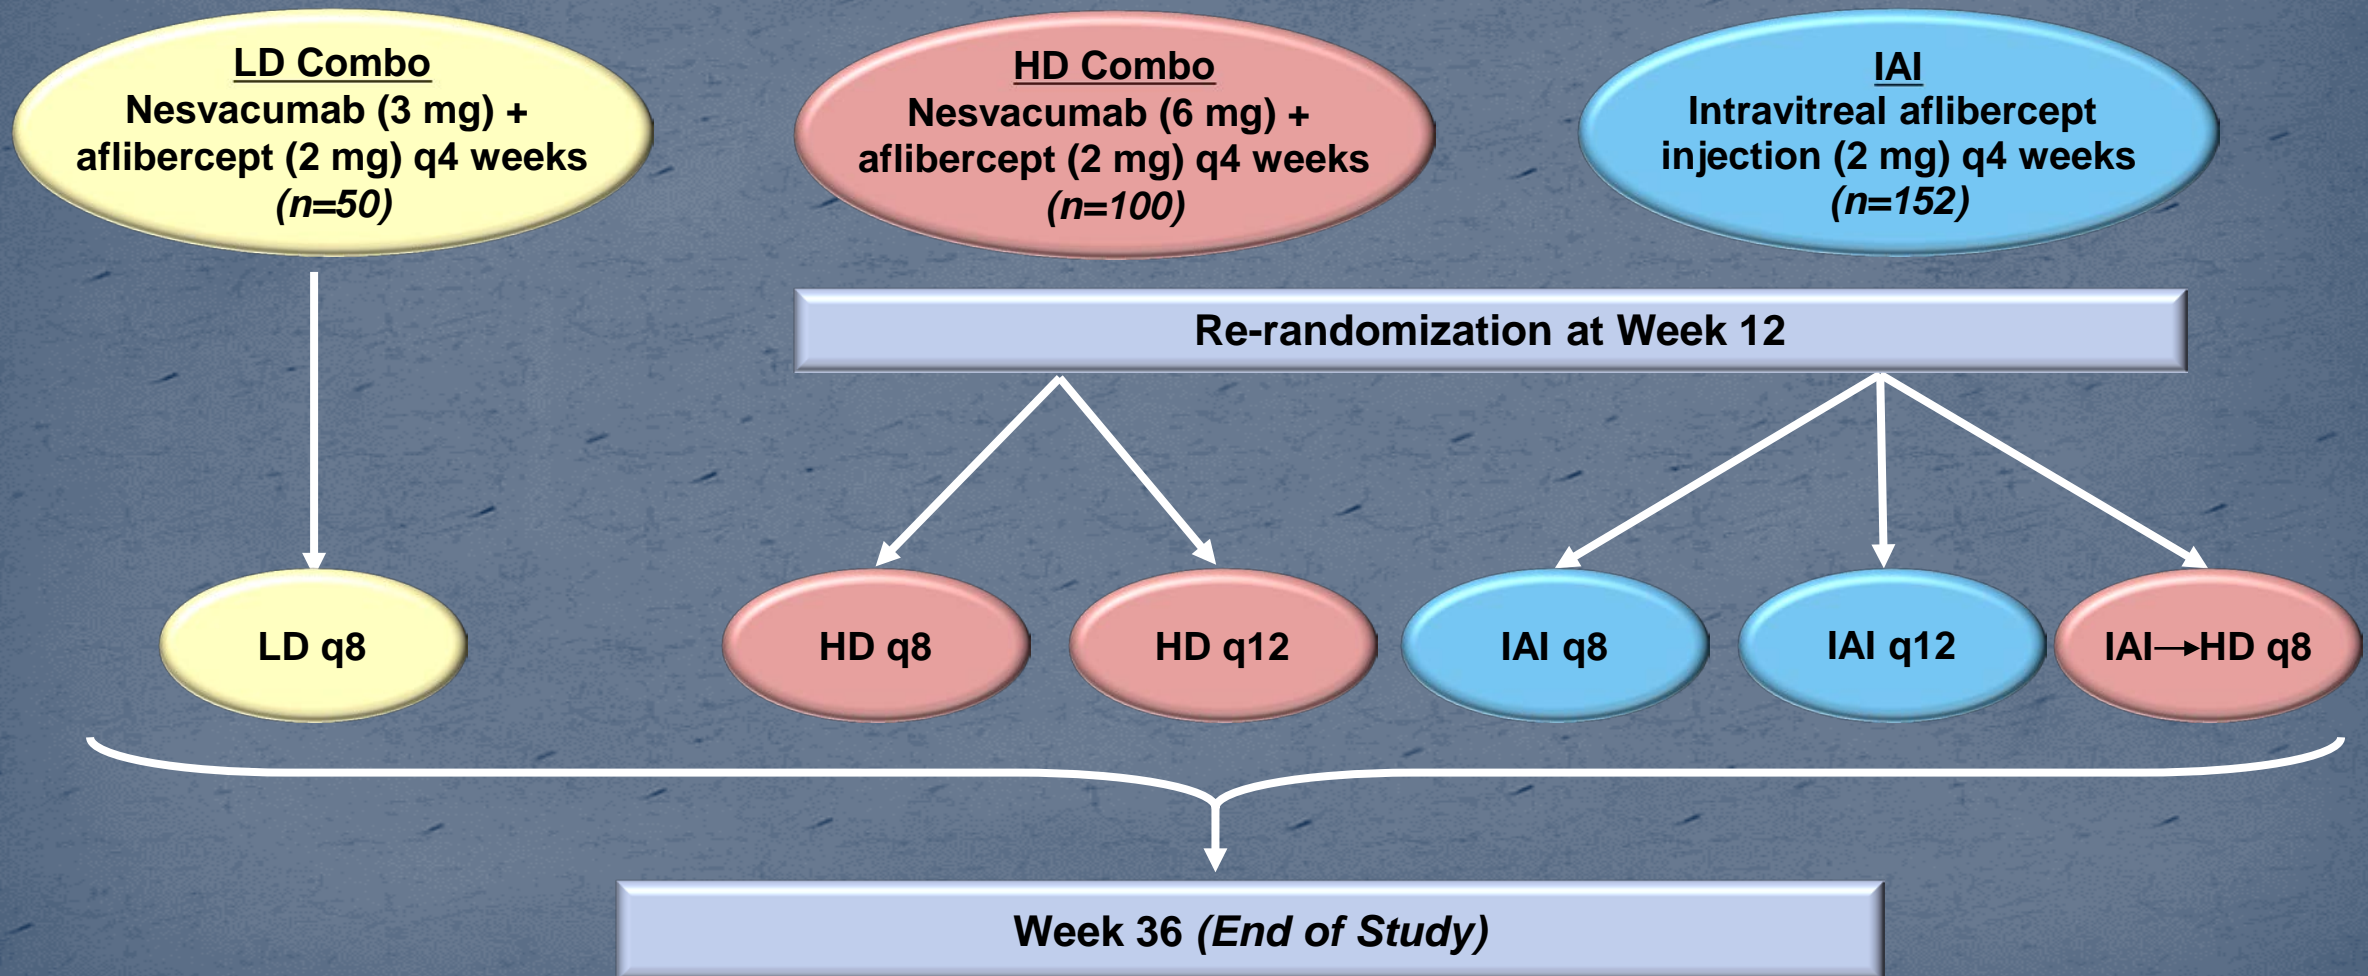 LD Combo
Nesvacumab (3 mg) +
aflibercept (2 mg) q4 weeks
(n=50)
HD Combo
Nesvacumab (6 mg) +
aflibercept (2 mg) q4 weeks
(n=100)
IAI
Intravitreal aflibercept
injection (2 mg) q4 weeks
(n=152)
Re-randomization at Week 12
LD q8
HD q8
HD q12
IAI q8
IAI q12
IAI→HD q8
Week 36 (End of Study)